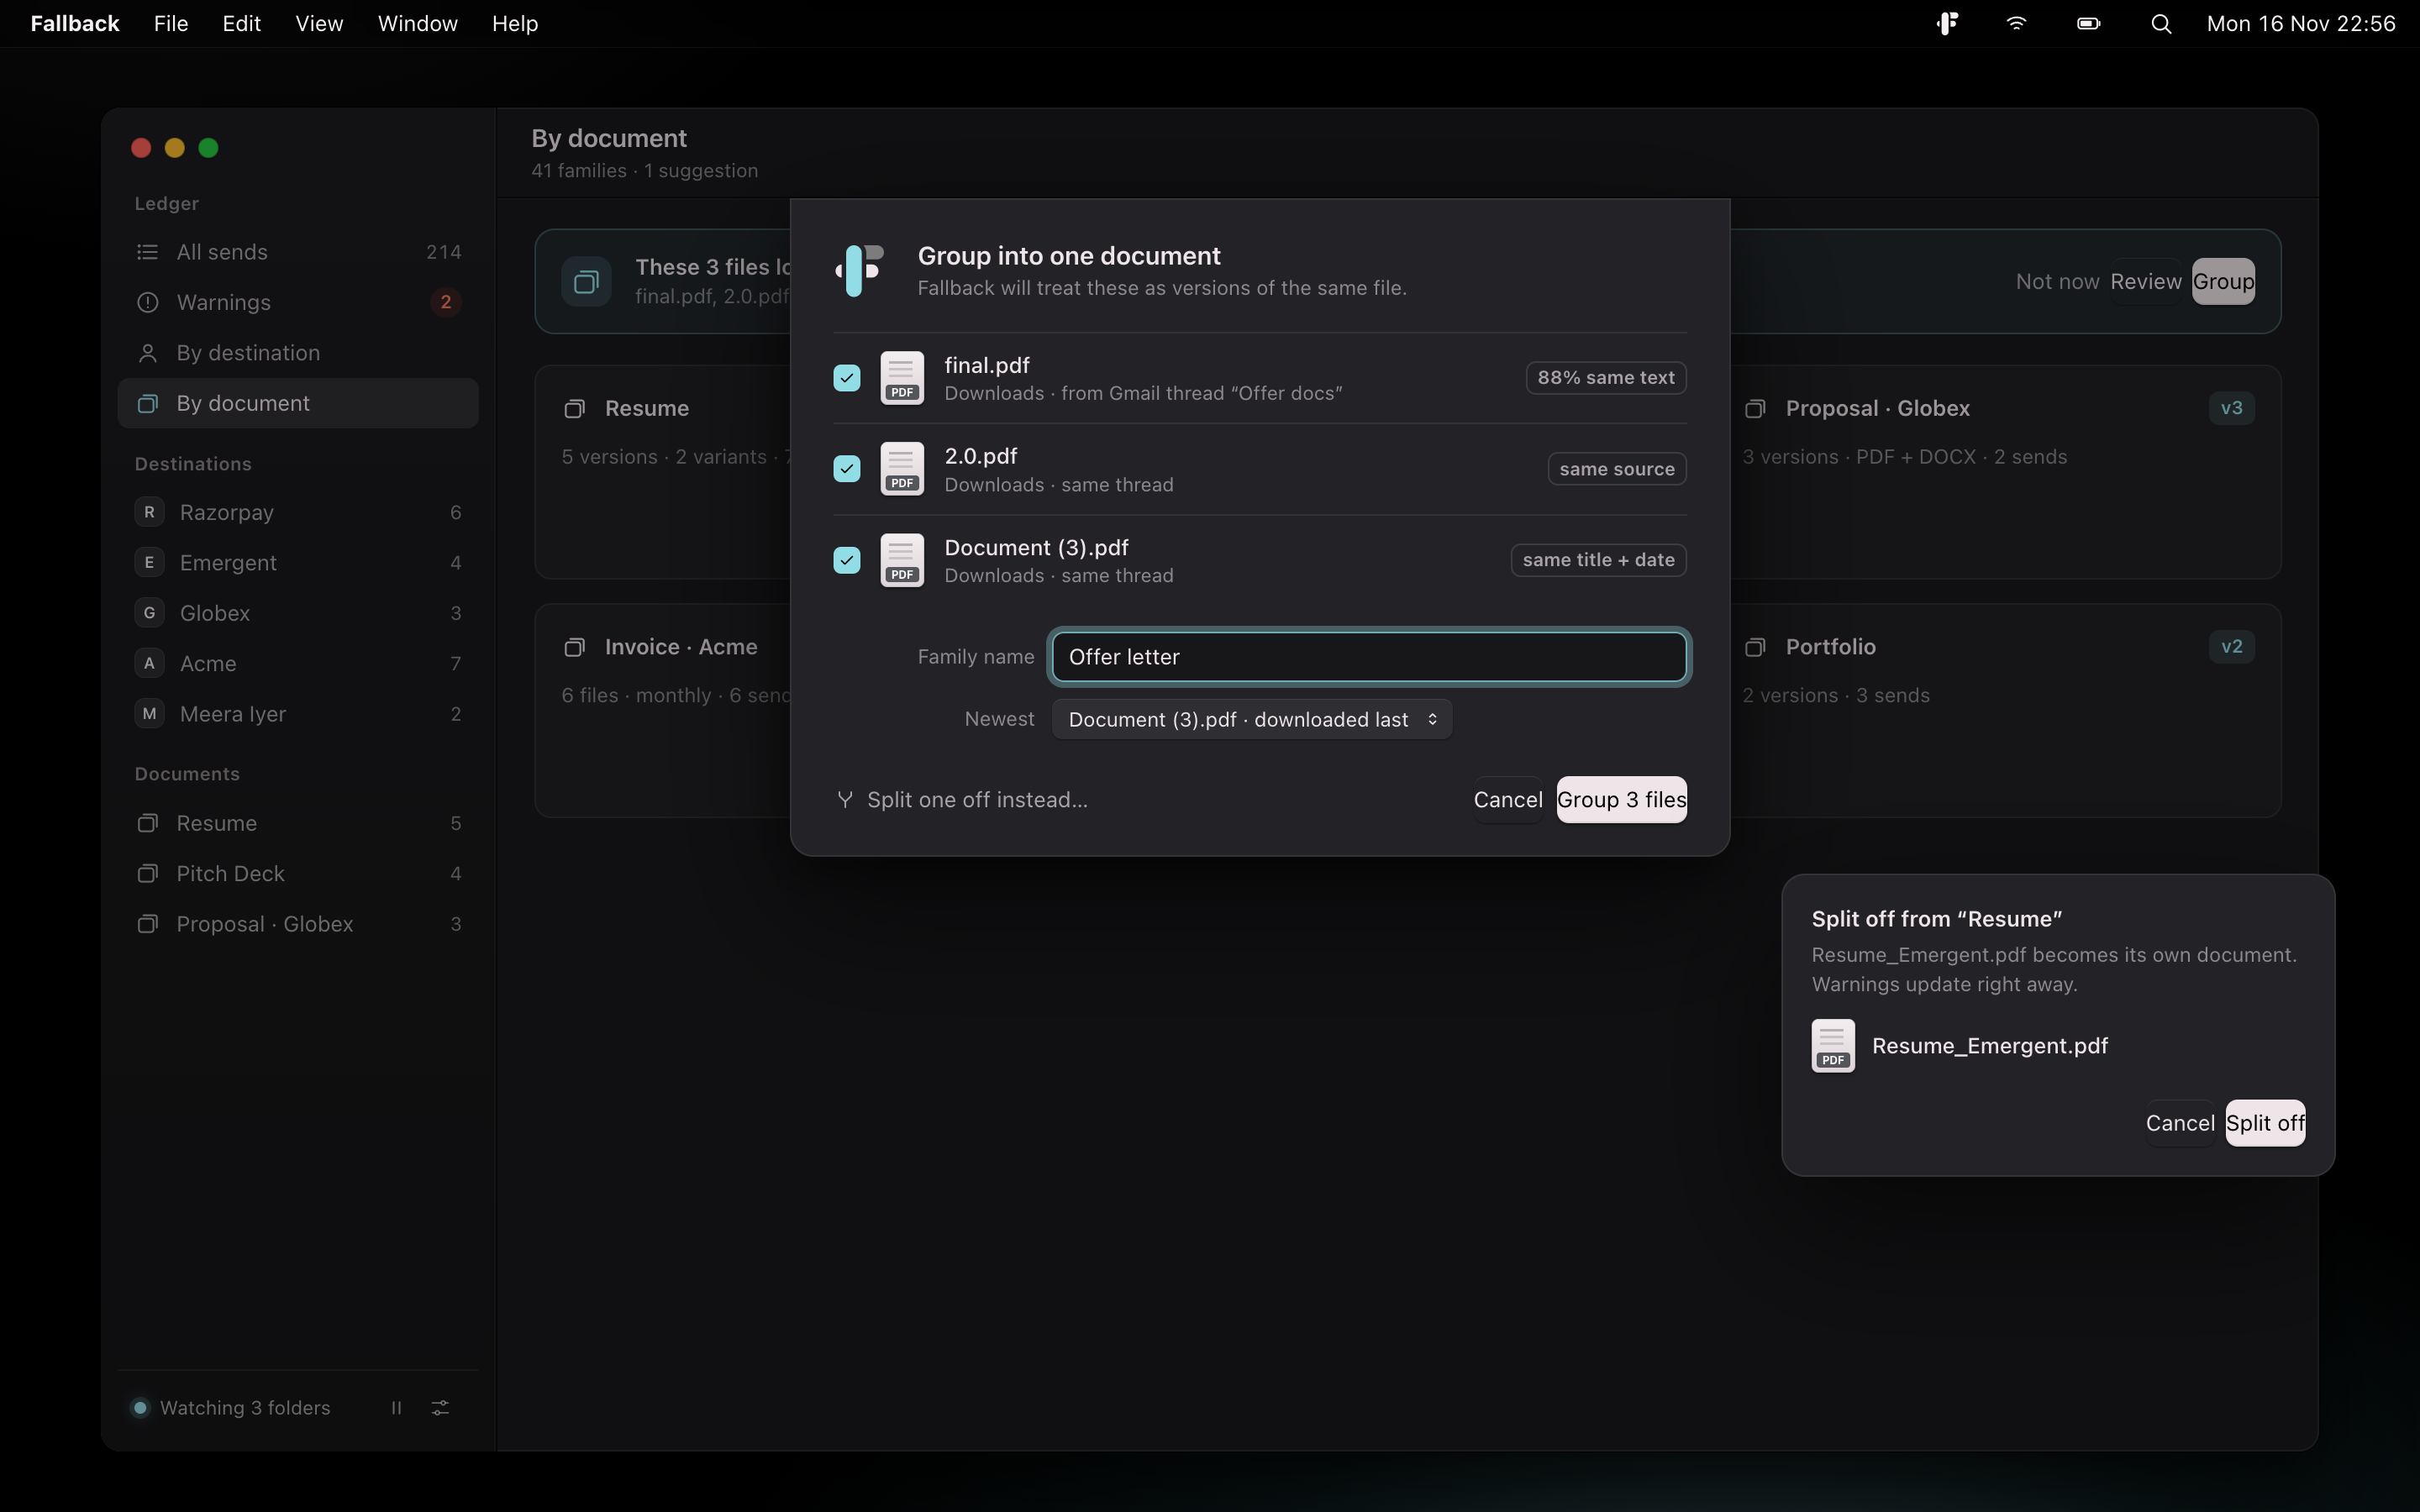 Fallback File Edit View Window Help Mon 16 Nov 22:56
Ledger
All sends 214
Warnings 2
By destination
By document
Destinations
R Razorpay 6
E Emergent 4
G Globex 3
A Acme 7
M Meera Iyer 2
Documents
Resume 5
Pitch Deck 4
Proposal · Globex 3
Watching 3 folders
By document
41 families · 1 suggestion
These 3 files lo
final.pdf, 2.0.pdf
Not now Review Group
Resume
5 versions · 2 variants · 7
Proposal · Globex v3
3 versions · PDF + DOCX · 2 sends
Invoice · Acme
6 files · monthly · 6 send
Portfolio v2
2 versions · 3 sends
Group into one document
Fallback will treat these as versions of the same file.
PDF
final.pdf
Downloads · from Gmail thread “Offer docs”
88% same text
PDF
2.0.pdf
Downloads · same thread
same source
PDF
Document (3).pdf
Downloads · same thread
same title + date
Family name Offer letter
Newest Document (3).pdf · downloaded last
Split one off instead... Cancel Group 3 files
Split off from “Resume”
Resume_Emergent.pdf becomes its own document.
Warnings update right away.
PDF
Resume_Emergent.pdf
Cancel Split off